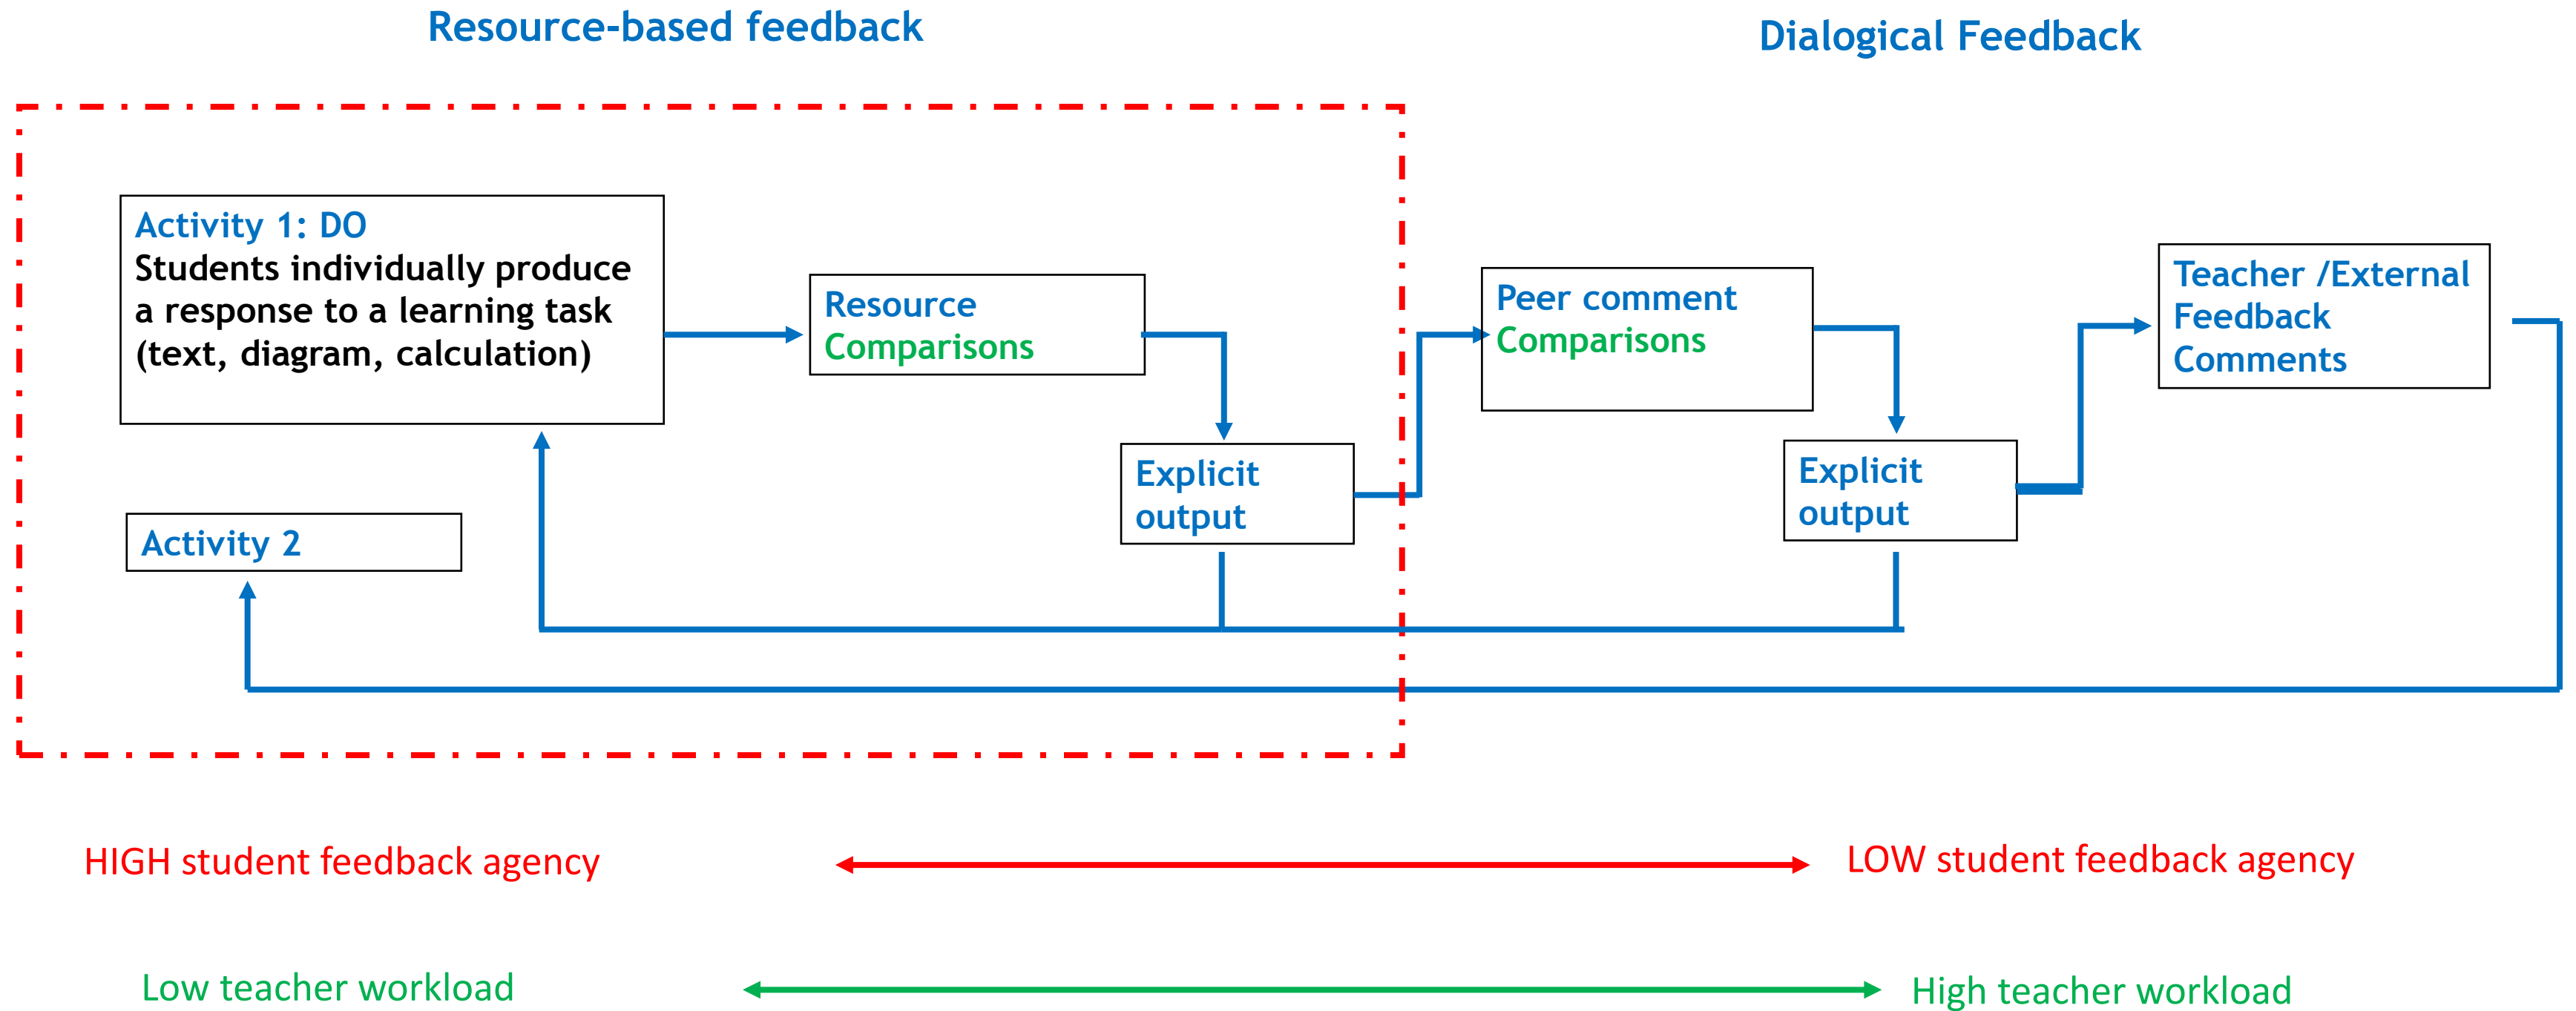 Resource-based feedback
Dialogical Feedback
Activity 1: DO
Students individually produce
a response to a learning task
(text, diagram, calculation)
Resource
Comparisons
Explicit
output
Activity 2
Peer comment
Comparisons
Explicit
output
Teacher /External
Feedback
Comments
HIGH student feedback agency
LOW student feedback agency
Low teacher workload
High teacher workload